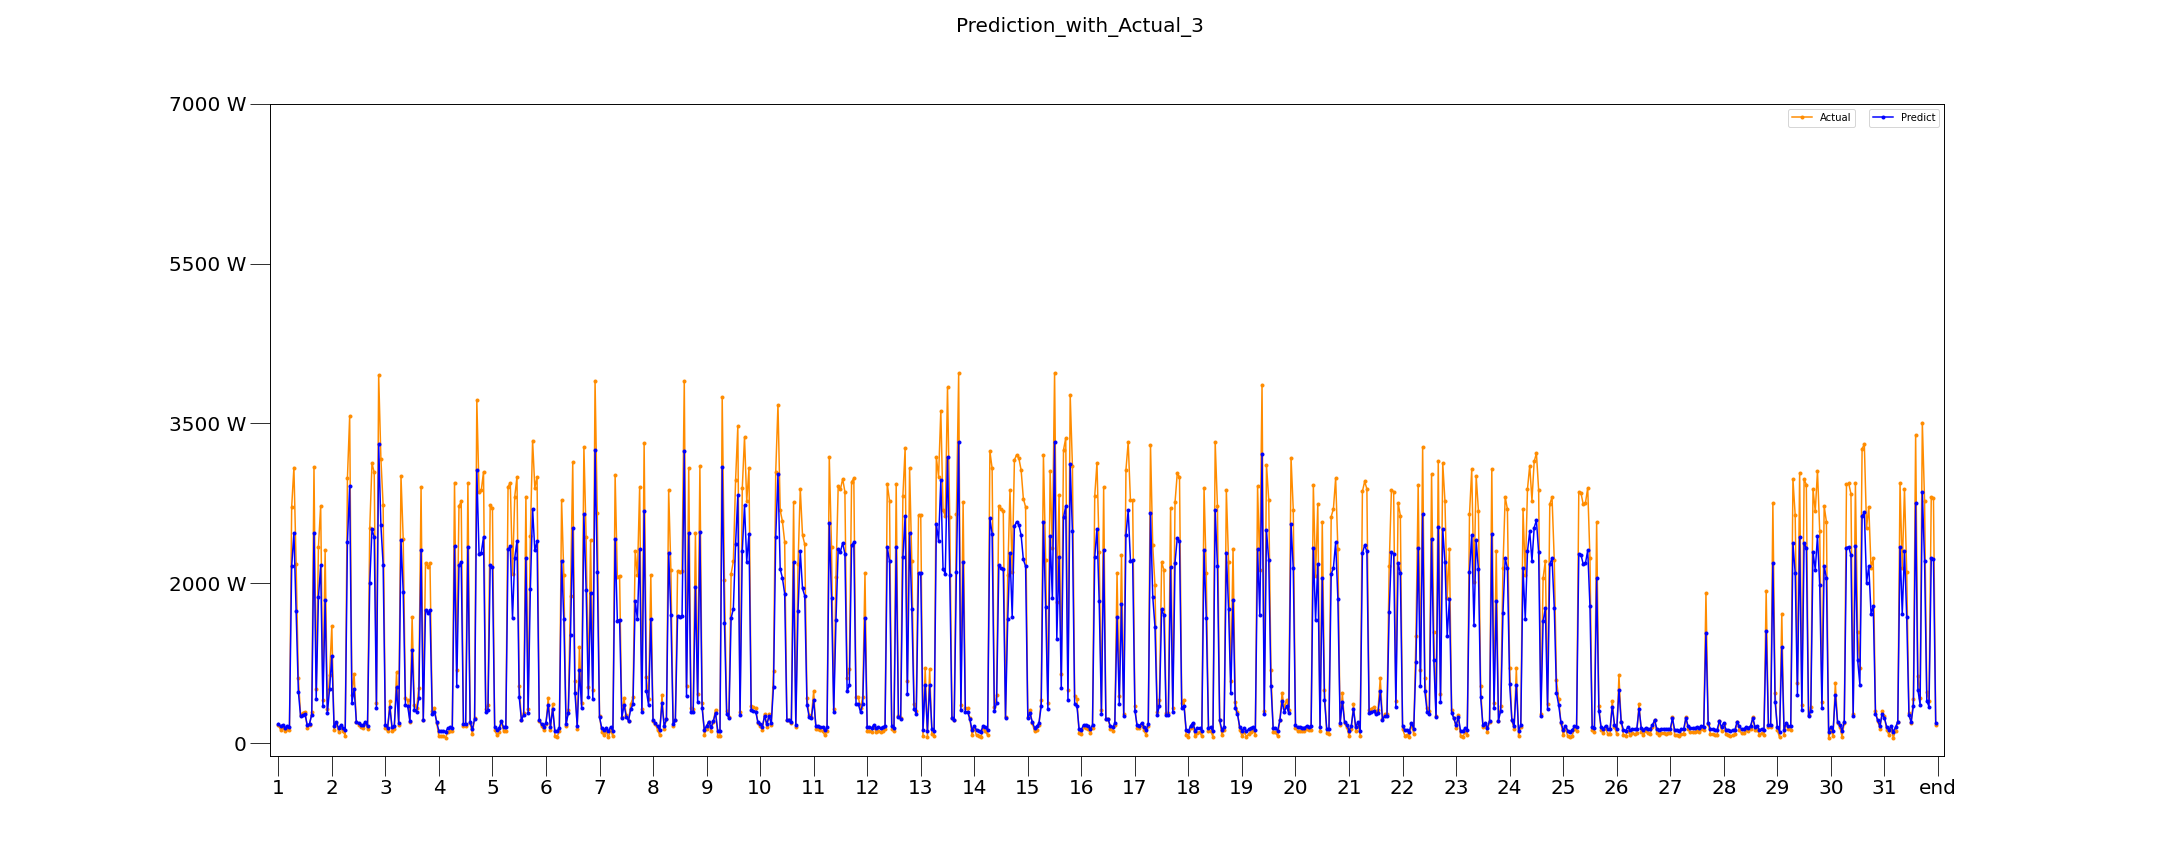 Prediction_with_Actual_3
7000 W
Actual Predict
5500 W
3500 W
2000 W
0
1 2 3 4 5 6 7 8 9 10 11 12 13 14 15 16 17 18 19 20 21 22 23 24 25 26 27 28 29 30 31 end